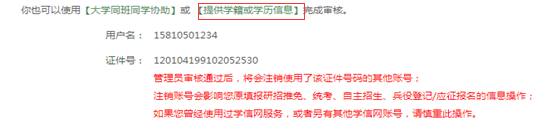 你也可以使用【大学同班同学协助】或【提供学籍或学历信息】完成审核。
用户名： 15810501234
证件号： 120104199102052530
管理员审核通过后，将会注销使用了该证件号码的其他账号；
注销账号会影响您原填报研招推免、统考、自主招生、兵役登记/应征报名的信息操作；
如果您曾经使用过学信网服务，或者另有其他学信网账号，请慎重此操作。